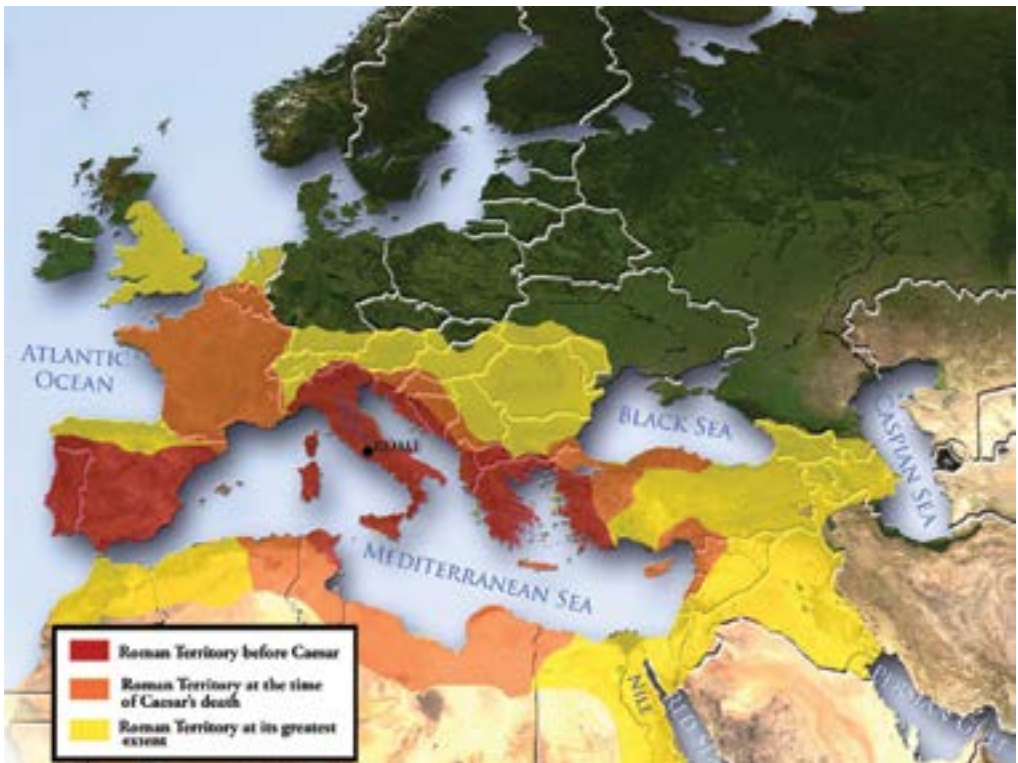 ATLANTIC
OCEAN
BLACK SEA
CASPIAN SEA
MEDITERRANEAN SEA
NILE
Roman Territory before Caesar
Roman Territory at the time
of Caesar's death
Roman Territory at its greatest
extent